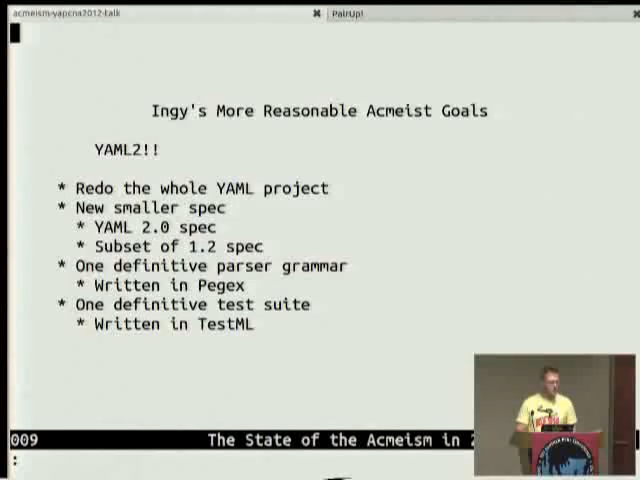 acmeism-yapcna2012-talk
PairUp!
Ingy's More Reasonable Acmeist Goals
YAML2!!
* Redo the whole YAML project
* New smaller spec
* YAML 2.0 spec
* Subset of 1.2 spec
* One definitive parser grammar
* Written in Pegex
* One definitive test suite
* Written in TestML
009 The State of the Acmeism in 2
: